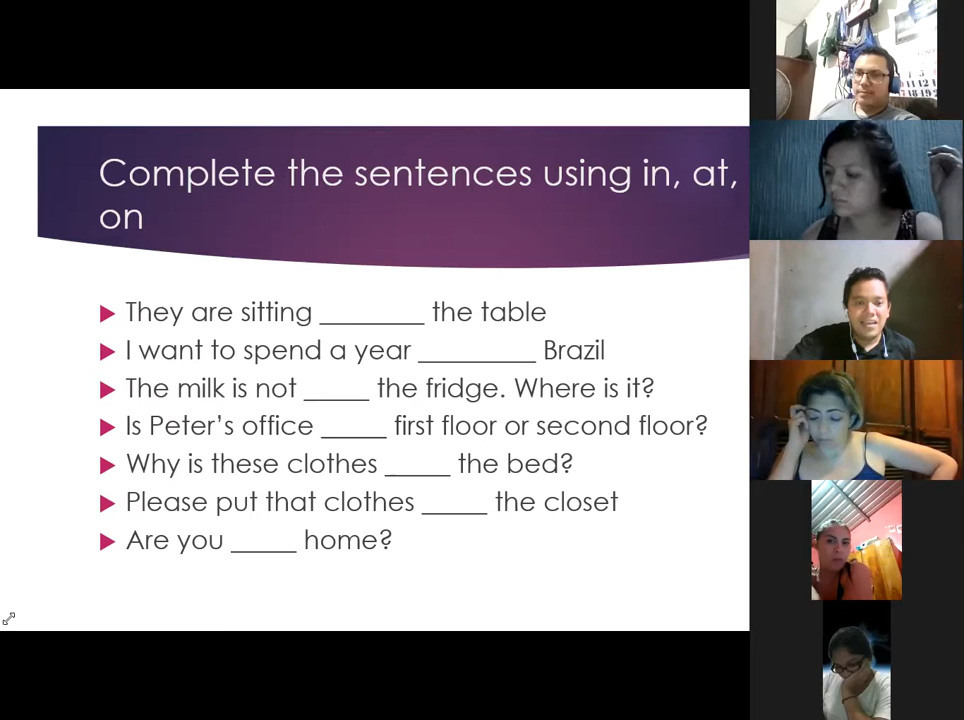 Complete the sentences using in, at,
on
They are sitting ________ the table
I want to spend a year _________ Brazil
The milk is not _____ the fridge. Where is it?
Is Peter's office _____ first floor or second floor?
Why is these clothes _____ the bed?
Please put that clothes _____ the closet
Are you _____ home?